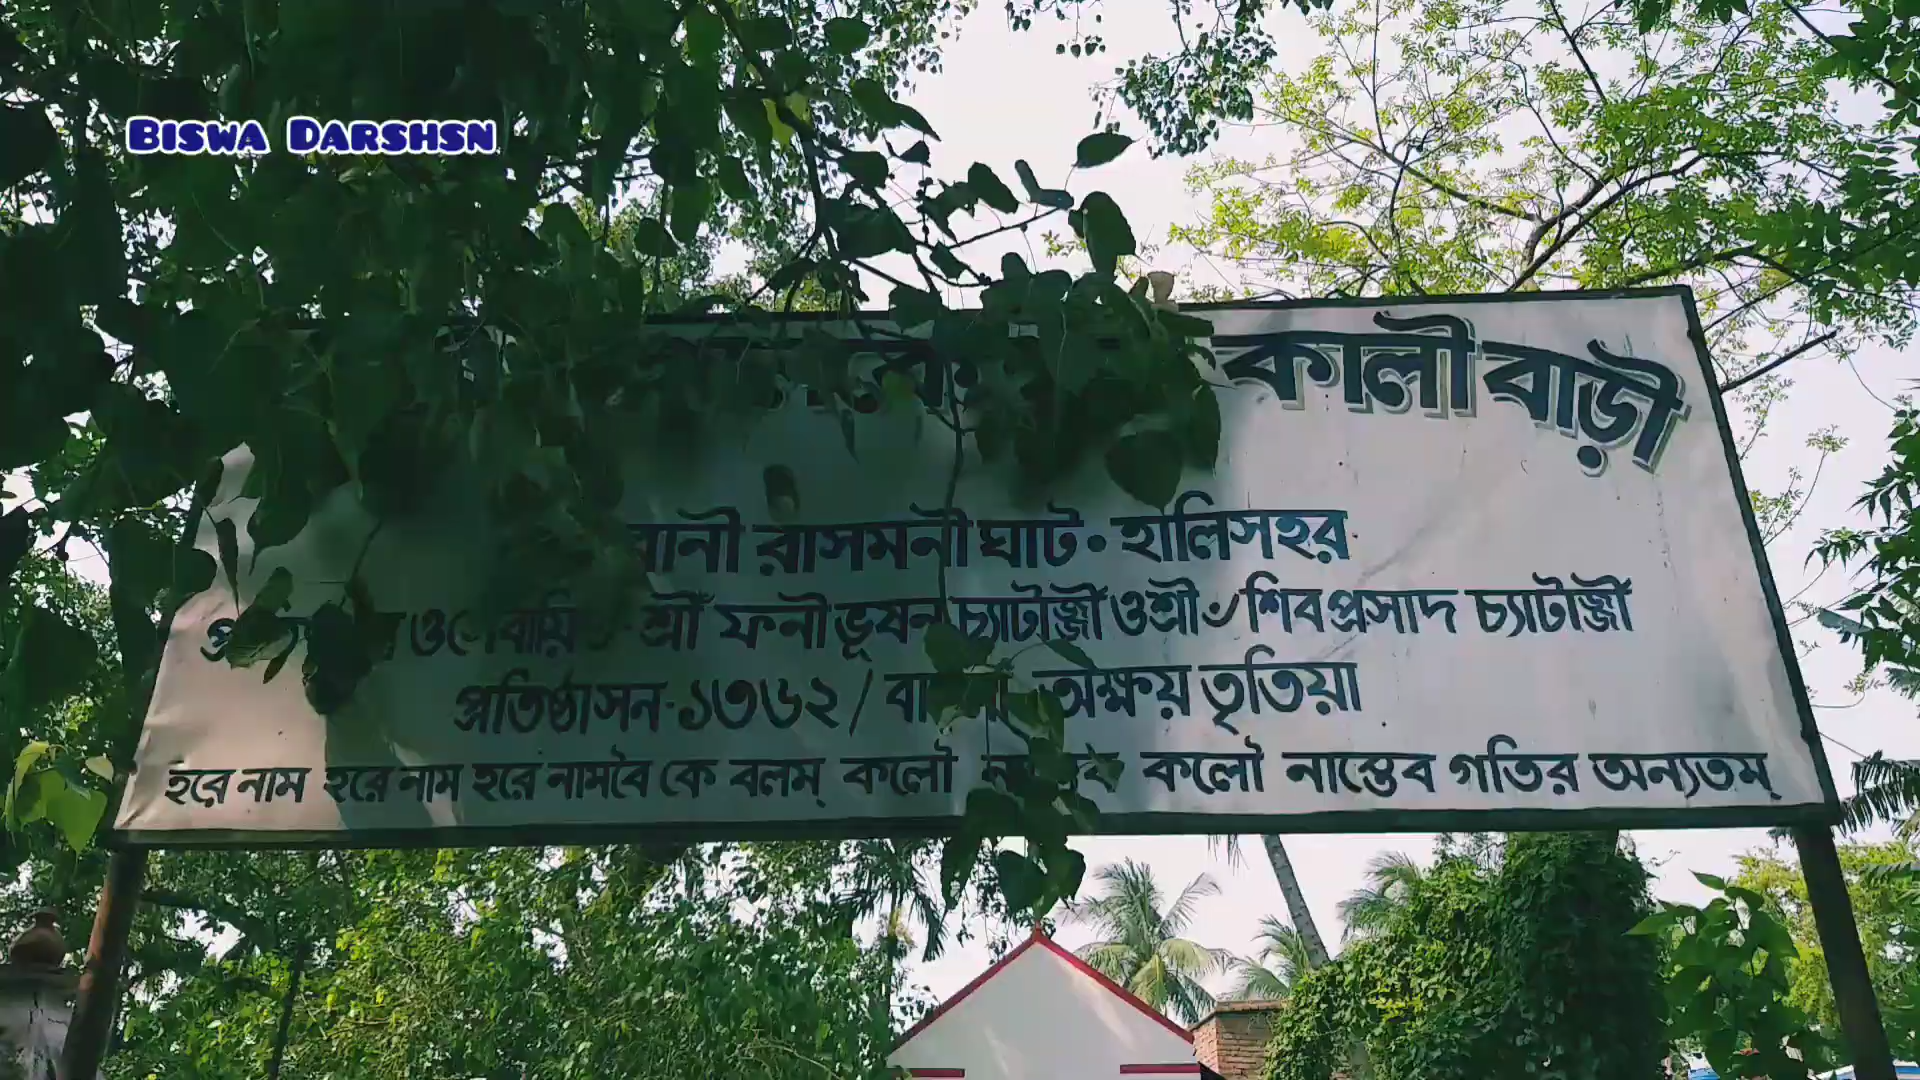 Biswa Darshsn
কালীবাড়ী
রানী রাসমনী ঘাট • হালিসহর
শ্রী ফনীভূষন চ্যাটার্জ্জী ও শ্রী ৺শিবপ্রসাদ চ্যাটার্জ্জী
প্রতিষ্ঠাসন-১৩৬২ / অক্ষয় তৃতিয়া
হরে নাম হরে নাম হরে নামবৈ কে বলম্ কলৌ কলৌ নাস্তেব গতির অন্যতম্